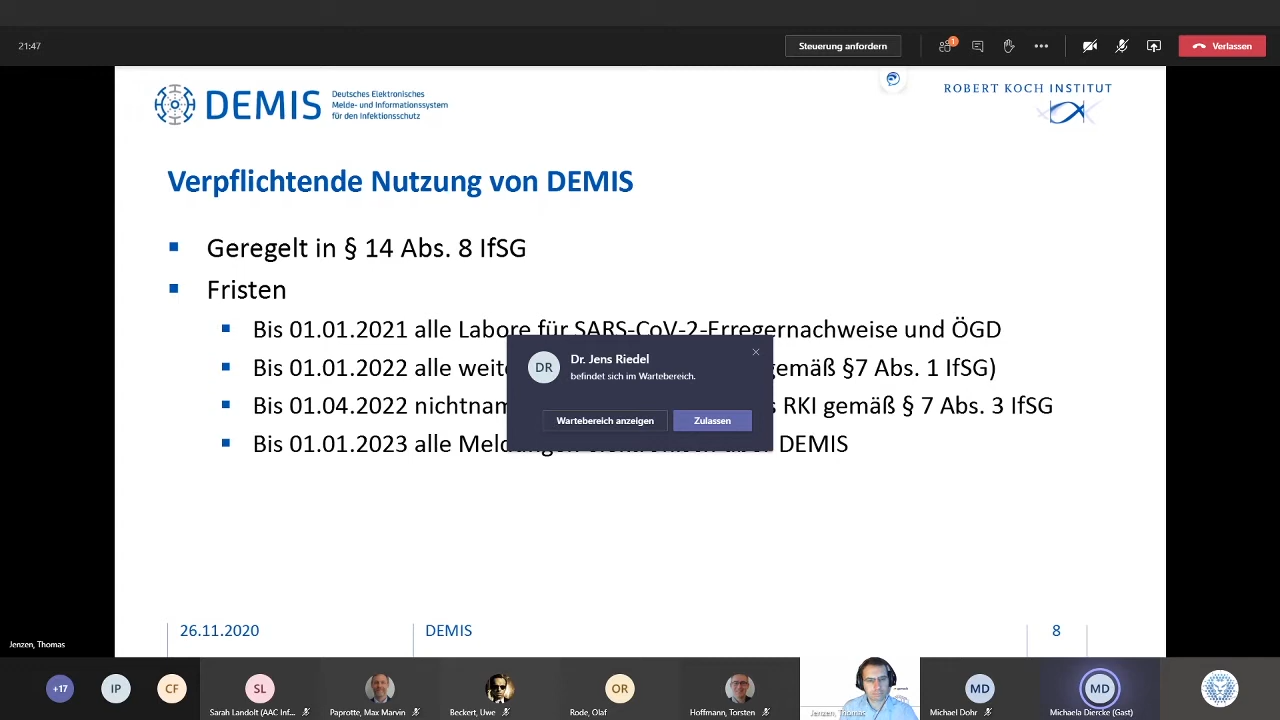 21:47
Steuerung anfordern
1
Verlassen
DEMIS
Deutsches Elektronisches
Melde- und Informationssystem
für den Infektionsschutz
ROBERT KOCH INSTITUT
Verpflichtende Nutzung von DEMIS
Geregelt in § 14 Abs. 8 IfSG
Fristen
Bis 01.01.2021 alle Labore für SARS-CoV-2-Erregernachweise und ÖGD
Bis 01.01.2022 alle §7 Abs. 1 IfSG)
Bis 01.04.2022 RKI gemäß § 7 Abs. 3 IfSG
Bis 01.01.2023 alle DEMIS
DR
Dr. Jens Riedel
befindet sich im Wartebereich.
Wartebereich anzeigen
Zulassen
26.11.2020
DEMIS
8
Jenzen, Thomas
+17
IP
CF
SL
Sarah Landolt (AAC Inf...
Paprotte, Max Marvin
Beckert, Uwe
OR
Rode, Olaf
Hoffmann, Torsten
Jenzen, Thomas
MD
Michael Dohr
MD
Michaela Diercke (Gast)